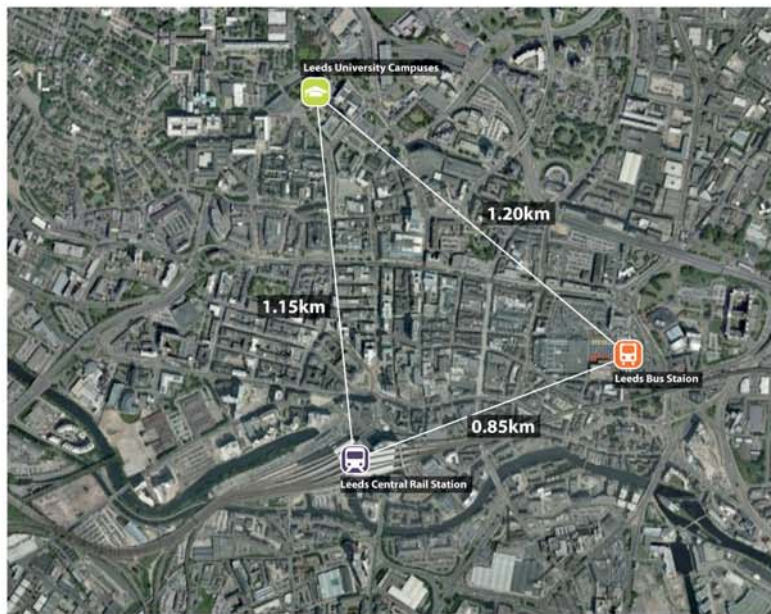 Leeds University Campuses
1.20km
1.15km
Leeds Bus Staion
0.85km
Leeds Central Rail Station